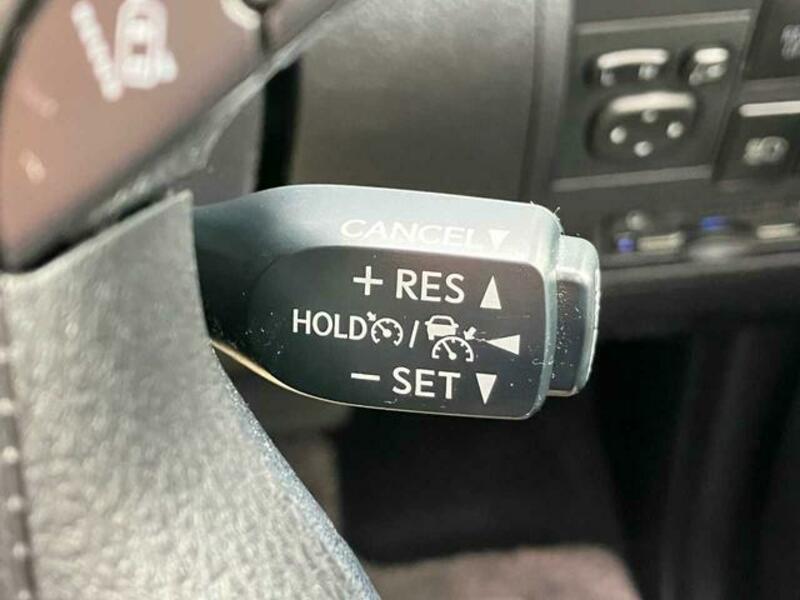 CANCEL▼
+ RES ▲
HOLD / ◀
− SET ▼